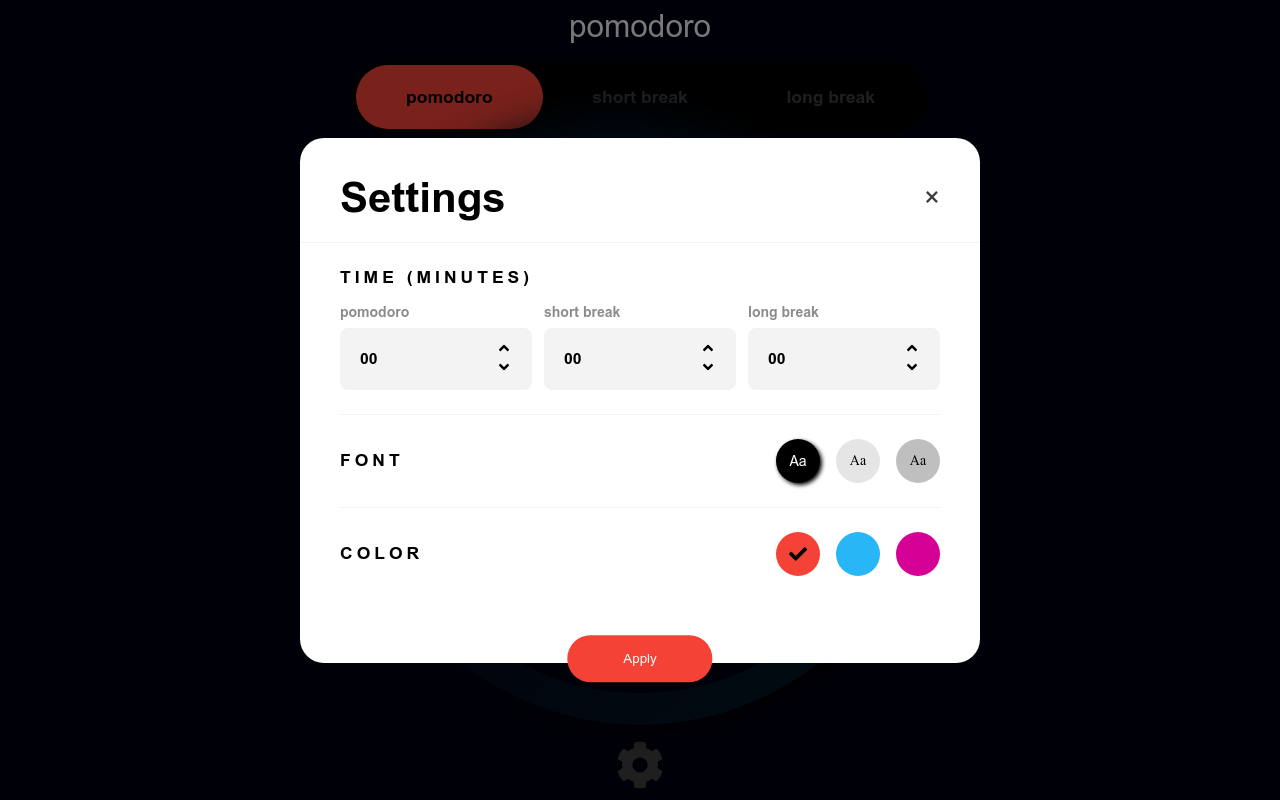 pomodoro
pomodoro short break long break
Settings ×
TIME (MINUTES)
pomodoro short break long break
00 00 00
FONT Aa Aa Aa
COLOR
Apply